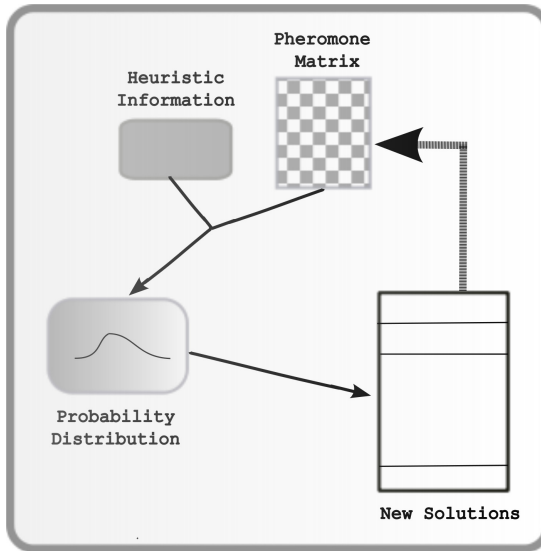 Pheromone
Matrix
Heuristic
Information
Probability
Distribution
New Solutions